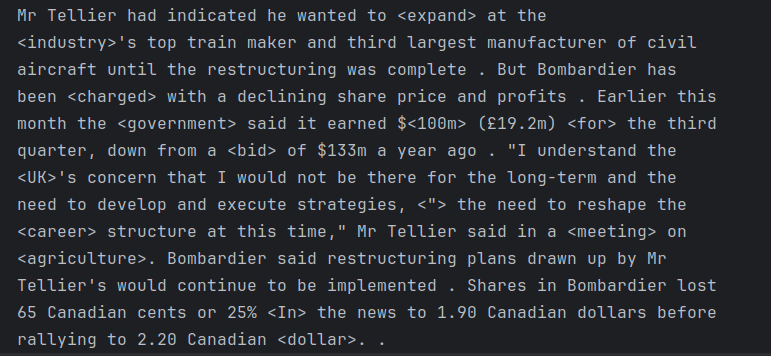 Mr Tellier had indicated he wanted to <expand> at the
<industry>'s top train maker and third largest manufacturer of civil
aircraft until the restructuring was complete . But Bombardier has
been <charged> with a declining share price and profits . Earlier this
month the <government> said it earned $<100m> (£19.2m) <for> the third
quarter, down from a <bid> of $133m a year ago . "I understand the
<UK>'s concern that I would not be there for the long-term and the
need to develop and execute strategies, <"> the need to reshape the
<career> structure at this time," Mr Tellier said in a <meeting> on
<agriculture>. Bombardier said restructuring plans drawn up by Mr
Tellier's would continue to be implemented . Shares in Bombardier lost
65 Canadian cents or 25% <In> the news to 1.90 Canadian dollars before
rallying to 2.20 Canadian <dollar>. .